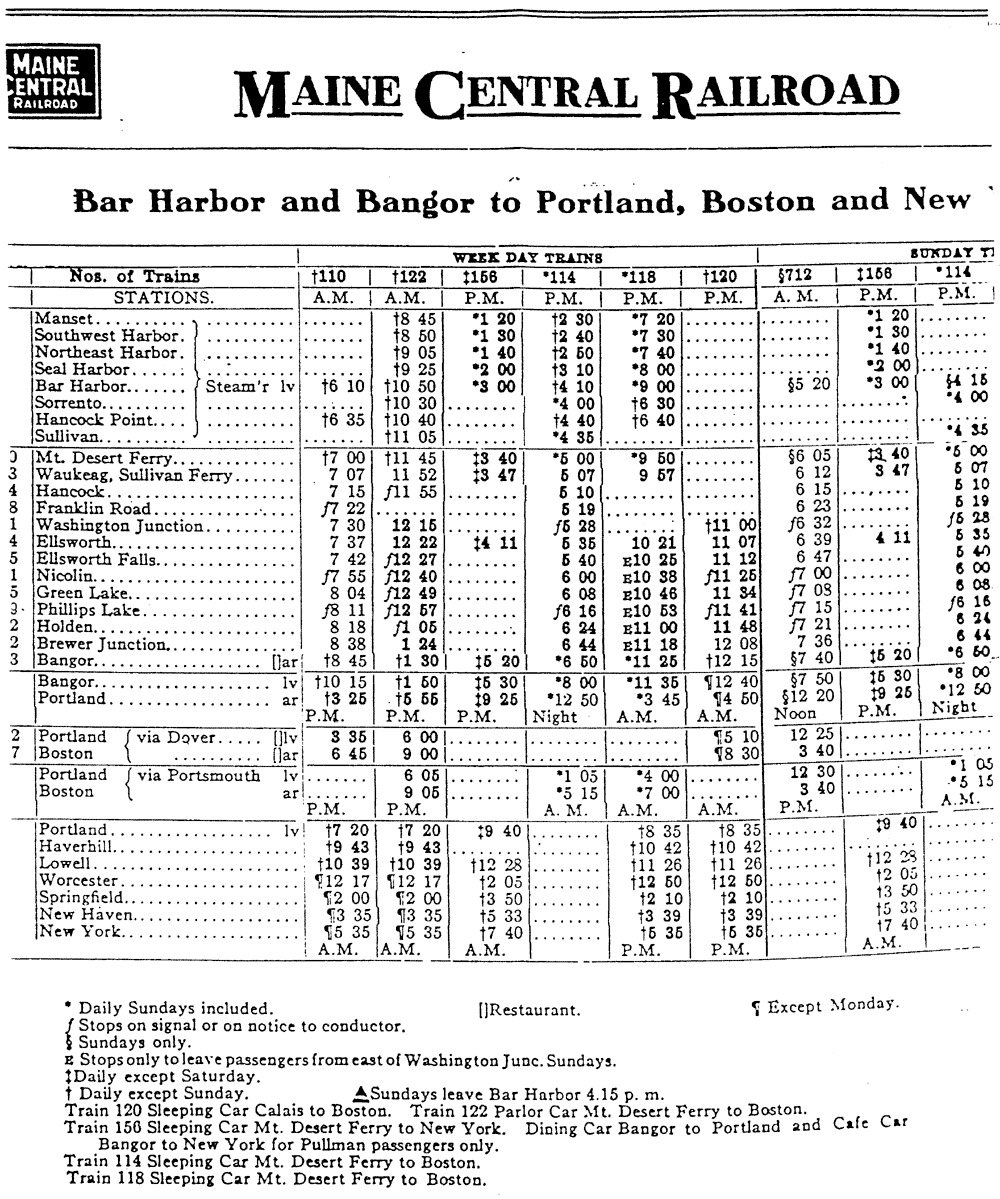 MAINE
CENTRAL
RAILROAD
MAINE CENTRAL RAILROAD
Bar Harbor and Bangor to Portland, Boston and New
WEEK DAY TRAINS SUNDAY
Nos. of Trains †110 †122 ‡156 *114 *118 †120 §712 ‡156 *114
STATIONS. A.M. A.M. P.M. P.M. P.M. P.M. A. M. P.M. P.M.
Manset.......... ....... †8 45 *1 20 †2 30 *7 20 ........ ........ *1 20
Southwest Harbor. ........... †8 50 *1 30 †2 40 *7 30 ........ ........ *1 30
Northeast Harbor. ........... ....... †9 05 *1 40 †2 50 *7 40 ........ ........ *1 40
Seal Harbor...... ........... †9 25 *2 00 †3 10 *8 00 ........ ........ *2 00 ........
Bar Harbor...... Steam'r lv †6 10 †10 50 *3 00 †4 10 *9 00 ........ §5 20 *3 00 §4 15
Sorrento......... ........... ....... †10 30 ........ *4 00 †6 30 ........ ........ ........ *4 00
Hancock Point.... ........... †6 35 †10 40 ........ †4 40 †6 40 ........ ........ ........
Sullivan......... ........... ....... †11 05 ........ *4 35 ........ ........ ........ ........ *4 35
0 Mt. Desert Ferry............... †7 00 †11 45 ‡3 40 *5 00 *9 50 ........ §6 05 ‡3 40 *5 00
3 Waukeag, Sullivan Ferry....... 7 07 11 52 ‡3 47 5 07 9 57 ........ 6 12 3 47 5 07
4 Hancock....................... 7 15 f11 55 ........ 5 10 ........ ........ 6 15 ........ 5 10
8 Franklin Road................. f7 22 ........ ........ 5 19 ........ ........ 6 23 ........ 5 19
1 Washington Junction........... 7 30 12 15 ........ f5 28 ........ †11 00 f6 32 ........ f5 28
4 Ellsworth..................... 7 37 12 22 ‡4 11 5 35 10 21 11 07 6 39 4 11 5 35
5 Ellsworth Falls............... 7 42 f12 27 ........ 5 40 E10 25 11 12 6 47 ........ 5 40
1 Nicolin....................... f7 55 f12 40 ........ 6 00 E10 38 f11 25 f7 00 ........ 6 00
5 Green Lake.................... 8 04 f12 49 ........ 6 08 E10 46 11 34 f7 08 ........ 6 08
9 Phillips Lake................. f8 11 f12 57 ........ f6 16 E10 53 f11 41 f7 15 ........ f6 16
2 Holden........................ 8 18 f1 05 ........ 6 24 E11 00 11 48 f7 21 ........ 6 24
2 Brewer Junction............... 8 38 1 24 ........ 6 44 E11 18 12 08 7 36 ........ 6 44
3 Bangor................ []ar †8 45 †1 30 ‡5 20 *6 50 *11 25 †12 15 §7 40 ‡5 20 *6 50
Bangor.................. lv †10 15 †1 50 ‡5 30 *8 00 *11 35 ¶12 40 §7 50 ‡5 30 *8 00
Portland................ ar †3 25 †5 55 ‡9 25 *12 50 *3 45 ¶4 50 §12 20 ‡9 25 *12 50
P.M. P.M. P.M. Night A.M. A.M. Noon P.M. Night
2 Portland via Dover..... []lv 3 35 6 00 ........ ........ ........ ¶5 10 12 25 ........ ........
7 Boston []ar 6 45 9 00 ........ ........ ........ ¶8 30 3 40 ........ ........
Portland via Portsmouth lv ....... 6 05 ........ *1 05 *4 00 ........ 12 30 ........ *1 05
Boston ar ....... 9 05 ........ *5 15 *7 00 ........ 3 40 ........ *5 15
P.M. P.M. A. M. A.M. A.M. P.M. A.M.
Portland................ lv †7 20 †7 20 ‡9 40 ........ †8 35 †8 35 ........ ‡9 40 ........
Haverhill............... †9 43 †9 43 ........ ........ †10 42 †10 42 ........ ........
Lowell.................. †10 39 †10 39 †12 28 ........ †11 26 †11 26 ........ †12 28 ........
Worcester............... ¶12 17 ¶12 17 †2 05 ........ †12 50 †12 50 ........ †2 05 ........
Springfield............. ¶2 00 ¶2 00 †3 50 ........ †2 10 †2 10 ........ †3 50 ........
New Haven............... ¶3 35 ¶3 35 †5 33 ........ †3 39 †3 39 ........ †5 33 ........
New York................ ¶5 35 ¶5 35 †7 40 ........ †5 35 †5 35 ........ †7 40 ........
A.M. A.M. A.M. P.M. P.M. A.M.
* Daily Sundays included. []Restaurant. ¶ Except Monday.
f Stops on signal or on notice to conductor.
§ Sundays only.
E Stops only to leave passengers from east of Washington Junc. Sundays.
‡Daily except Saturday.
† Daily except Sunday. ▲Sundays leave Bar Harbor 4.15 p. m.
Train 120 Sleeping Car Calais to Boston. Train 122 Parlor Car Mt. Desert Ferry to Boston.
Train 156 Sleeping Car Mt. Desert Ferry to New York. Dining Car Bangor to Portland and Cafe Car
Bangor to New York for Pullman passengers only.
Train 114 Sleeping Car Mt. Desert Ferry to Boston.
Train 118 Sleeping Car Mt. Desert Ferry to Boston.